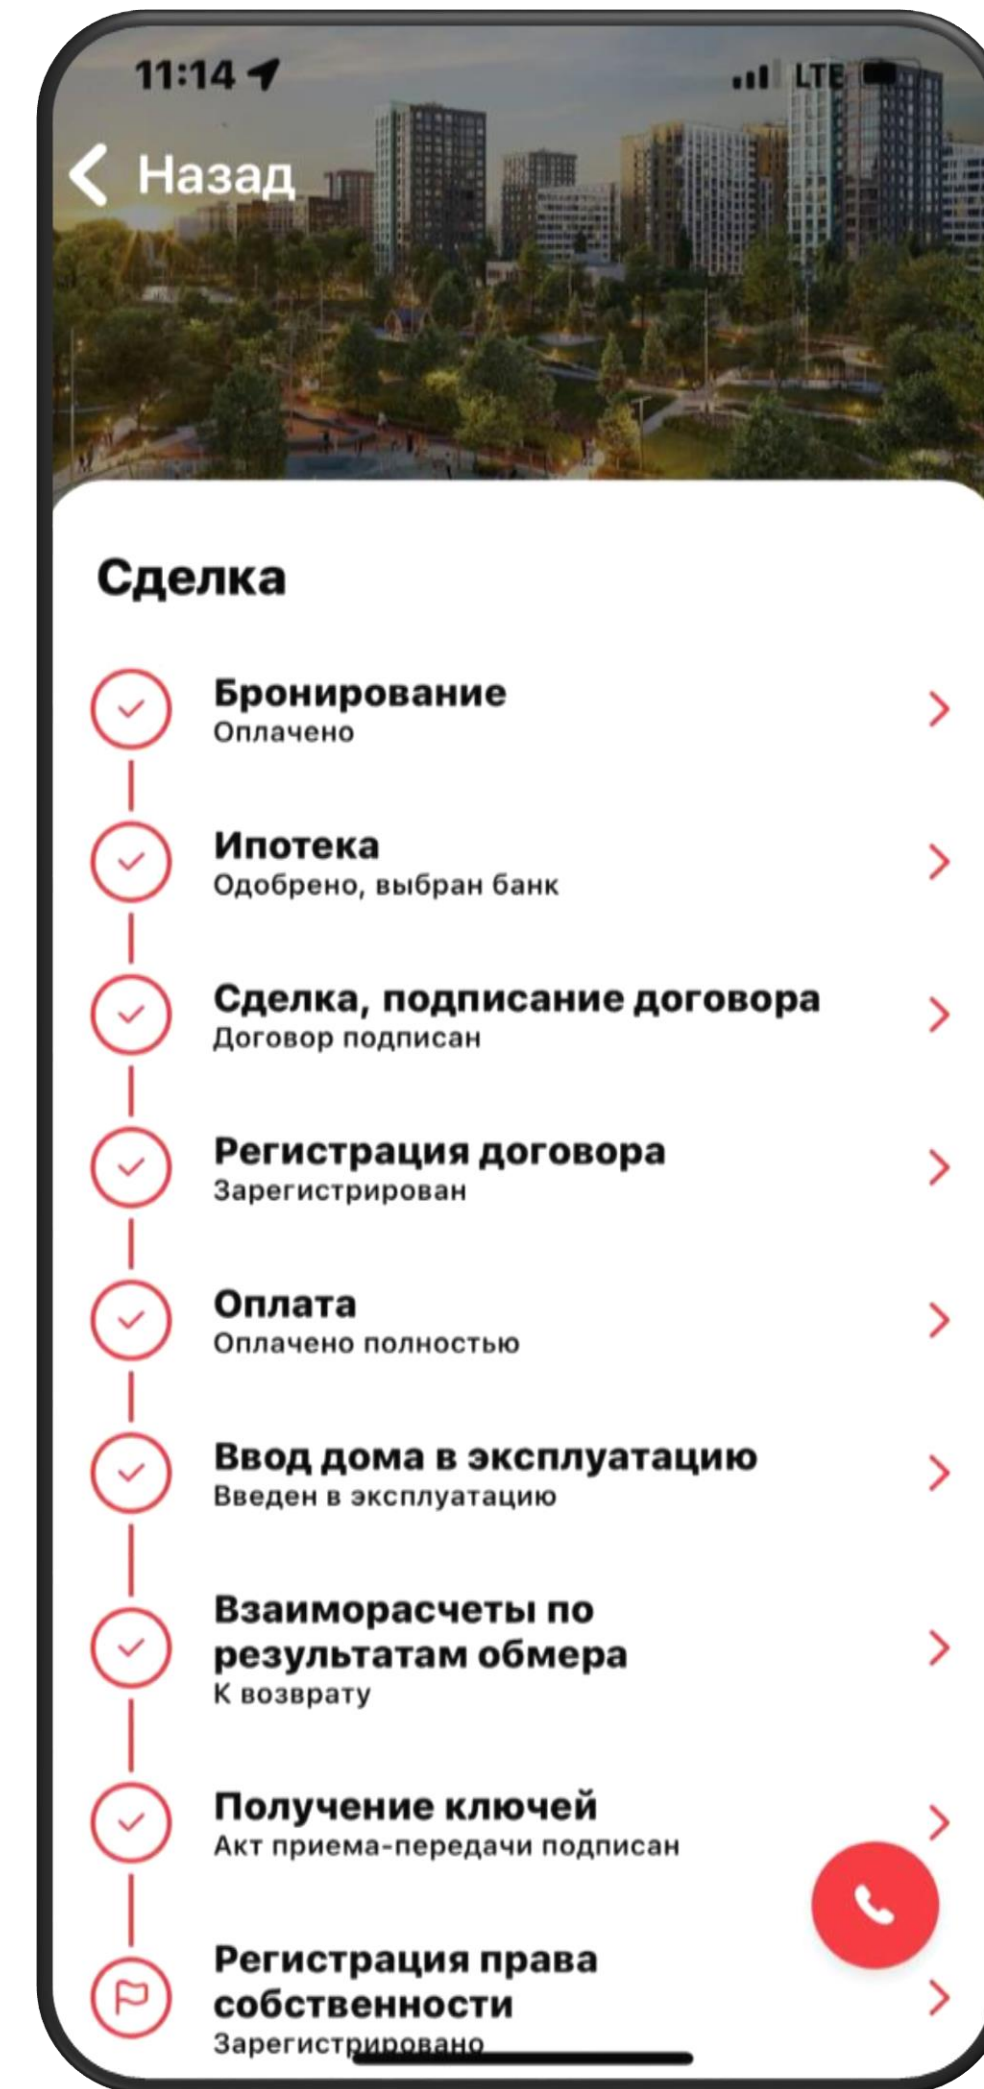 11:14 LTE
Назад
Сделка
Бронирование
Оплачено
Ипотека
Одобрено, выбран банк
Сделка, подписание договора
Договор подписан
Регистрация договора
Зарегистрирован
Оплата
Оплачено полностью
Ввод дома в эксплуатацию
Введен в эксплуатацию
Взаиморасчеты по
результатам обмера
К возврату
Получение ключей
Акт приема-передачи подписан
Регистрация права
собственности
Зарегистрировано